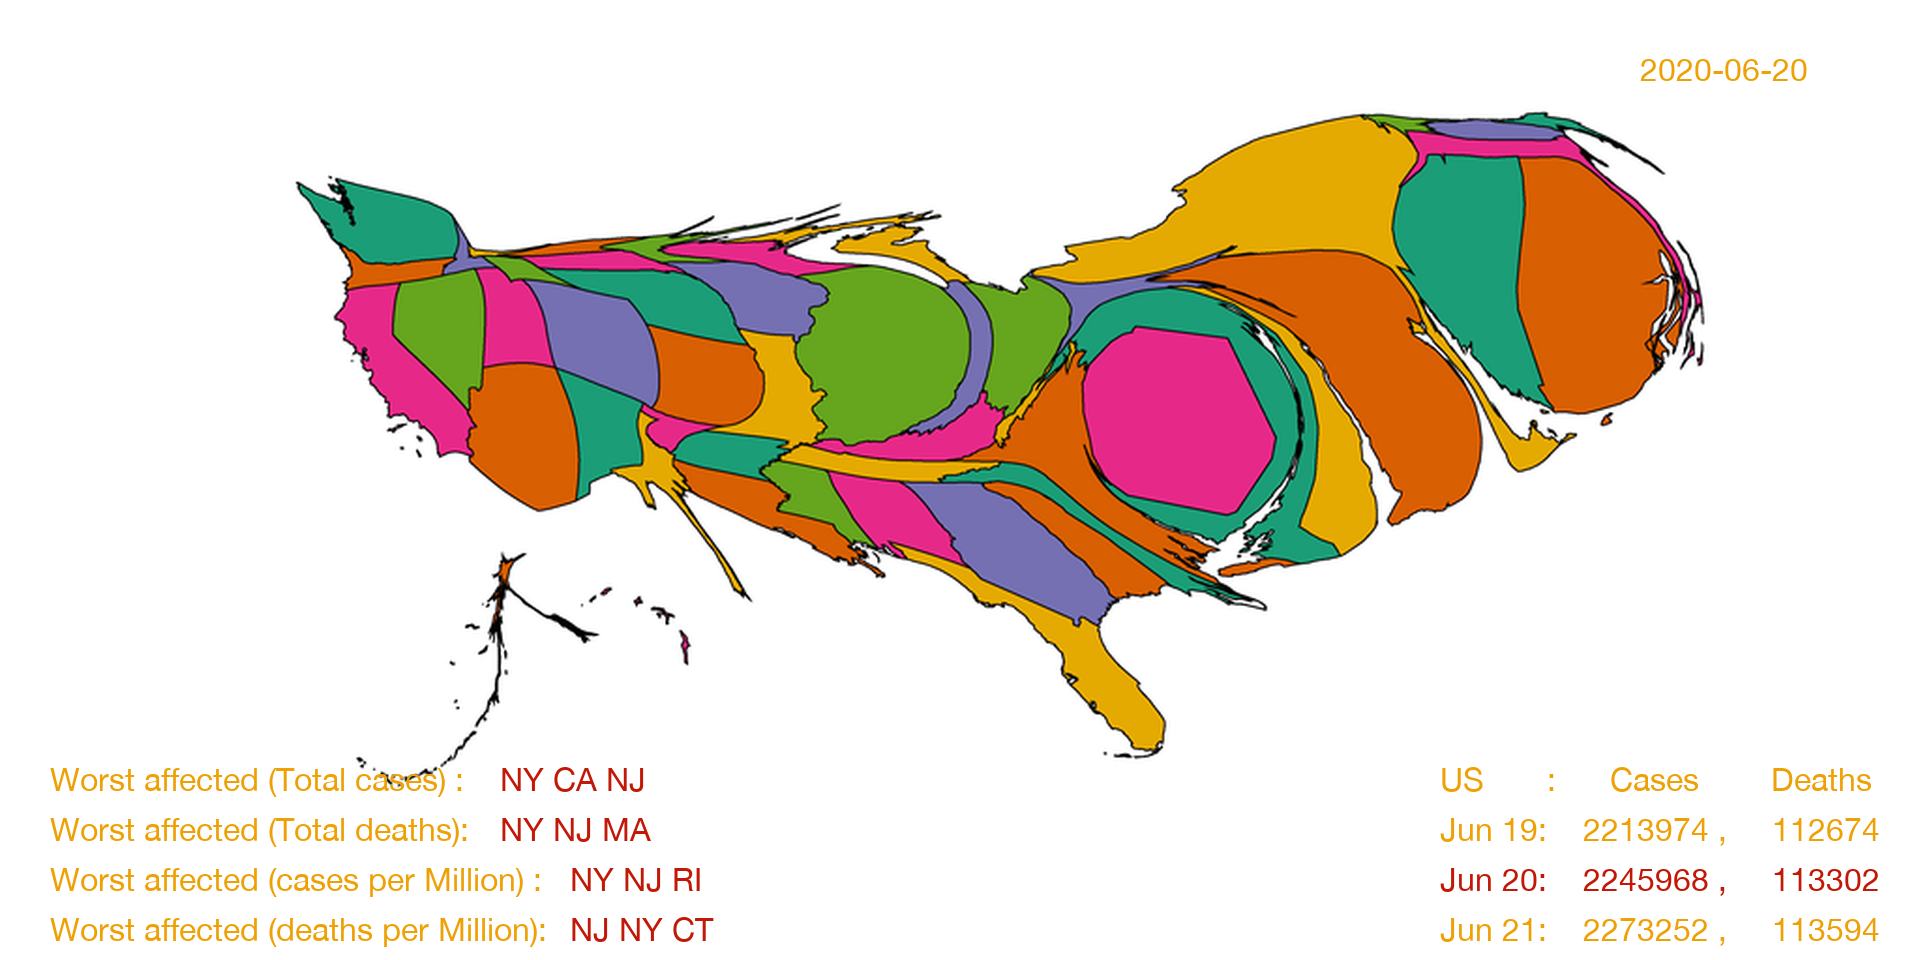 2020-06-20
Worst affected (Total cases) : NY CA NJ
Worst affected (Total deaths): NY NJ MA
Worst affected (cases per Million) : NY NJ RI
Worst affected (deaths per Million): NJ NY CT
US : Cases Deaths
Jun 19: 2213974 , 112674
Jun 20: 2245968 , 113302
Jun 21: 2273252 , 113594